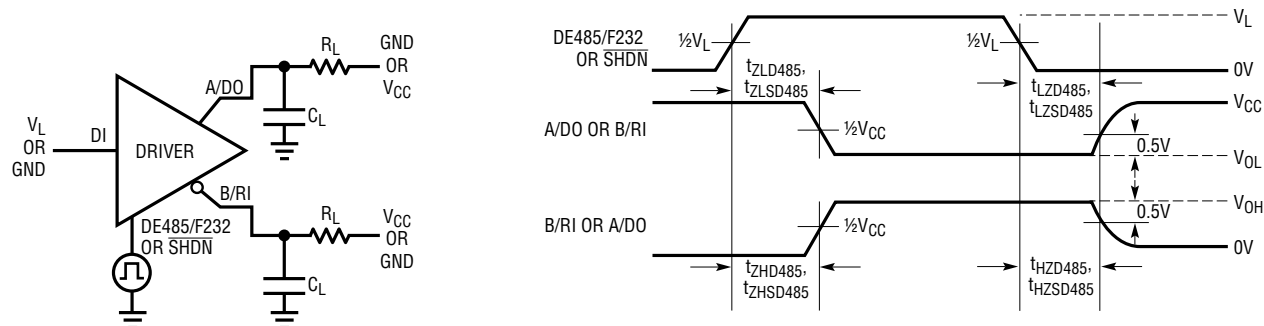 V_L
OR
GND
DI
DRIVER
A/DO
R_L
GND
OR
V_CC
C_L
B/RI
R_L
V_CC
OR
GND
C_L
DE485/F232
OR S̅H̅D̅N̅
DE485/F232
OR S̅H̅D̅N̅
½V_L
½V_L
V_L
0V
t_ZLD485,
t_ZLSD485
t_LZD485,
t_LZSD485
A/DO OR B/RI
½V_CC
V_CC
0.5V
V_OL
B/RI OR A/DO
½V_CC
V_OH
0.5V
0V
t_ZHD485,
t_ZHSD485
t_HZD485,
t_HZSD485